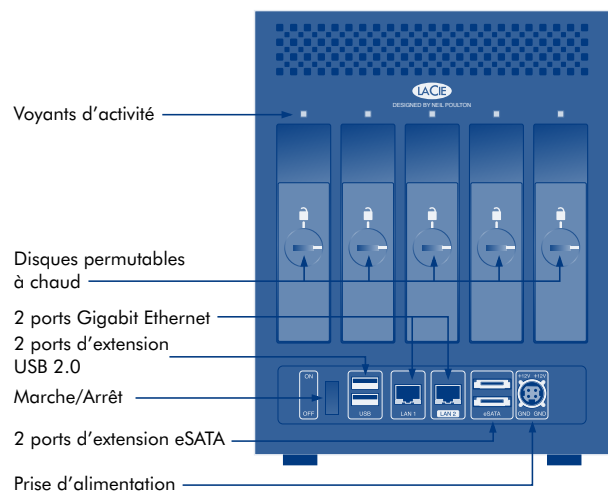 LACIE
DESIGNED BY NEIL POULTON
Voyants d'activité
Disques permutables
à chaud
2 ports Gigabit Ethernet
2 ports d'extension
USB 2.0
Marche/Arrêt
2 ports d'extension eSATA
Prise d'alimentation
ON
OFF
USB
LAN 1
LAN 2
eSATA
+12V +12V
GND GND